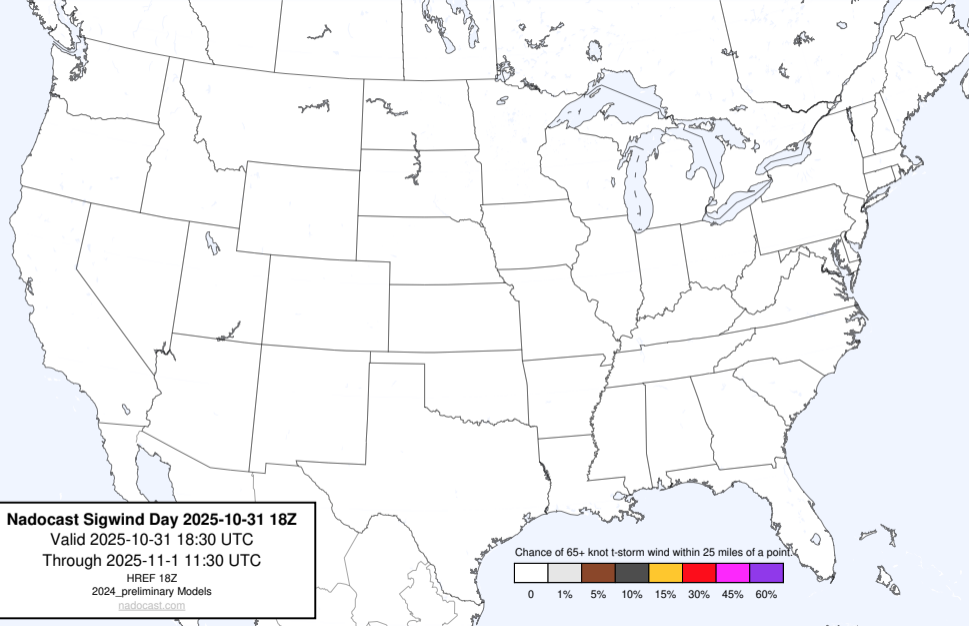 Nadocast Sigwind Day 2025-10-31 18Z
Valid 2025-10-31 18:30 UTC
Through 2025-11-1 11:30 UTC
HREF 18Z
2024_preliminary Models
nadocast.com
Chance of 65+ knot t-storm wind within 25 miles of a point.
0 1% 5% 10% 15% 30% 45% 60%